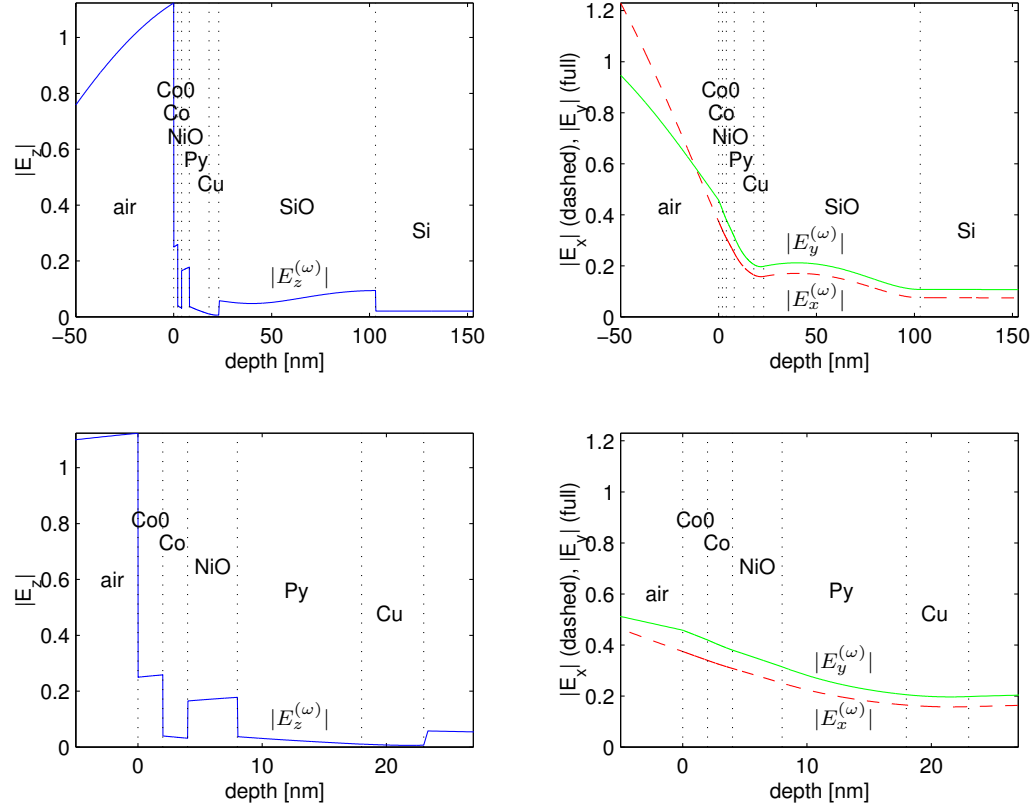 1
0.8
0.6
0.4
0.2
0
|E_z|
Co0
Co
NiO
Py
Cu
air
SiO
Si
|E_z^{(ω)}|
−50
0
50
100
150
depth [nm]
1.2
1
0.8
0.6
0.4
0.2
0
|E_x| (dashed), |E_y| (full)
Co0
Co
NiO
Py
Cu
air
SiO
Si
|E_y^{(ω)}|
|E_x^{(ω)}|
−50
0
50
100
150
depth [nm]
1
0.8
0.6
0.4
0.2
0
|E_z|
Co0
Co
NiO
air
Py
Cu
|E_z^{(ω)}|
0
10
20
depth [nm]
1.2
1
0.8
0.6
0.4
0.2
0
|E_x| (dashed), |E_y| (full)
Co0
Co
NiO
air
Py
Cu
|E_y^{(ω)}|
|E_x^{(ω)}|
0
10
20
depth [nm]